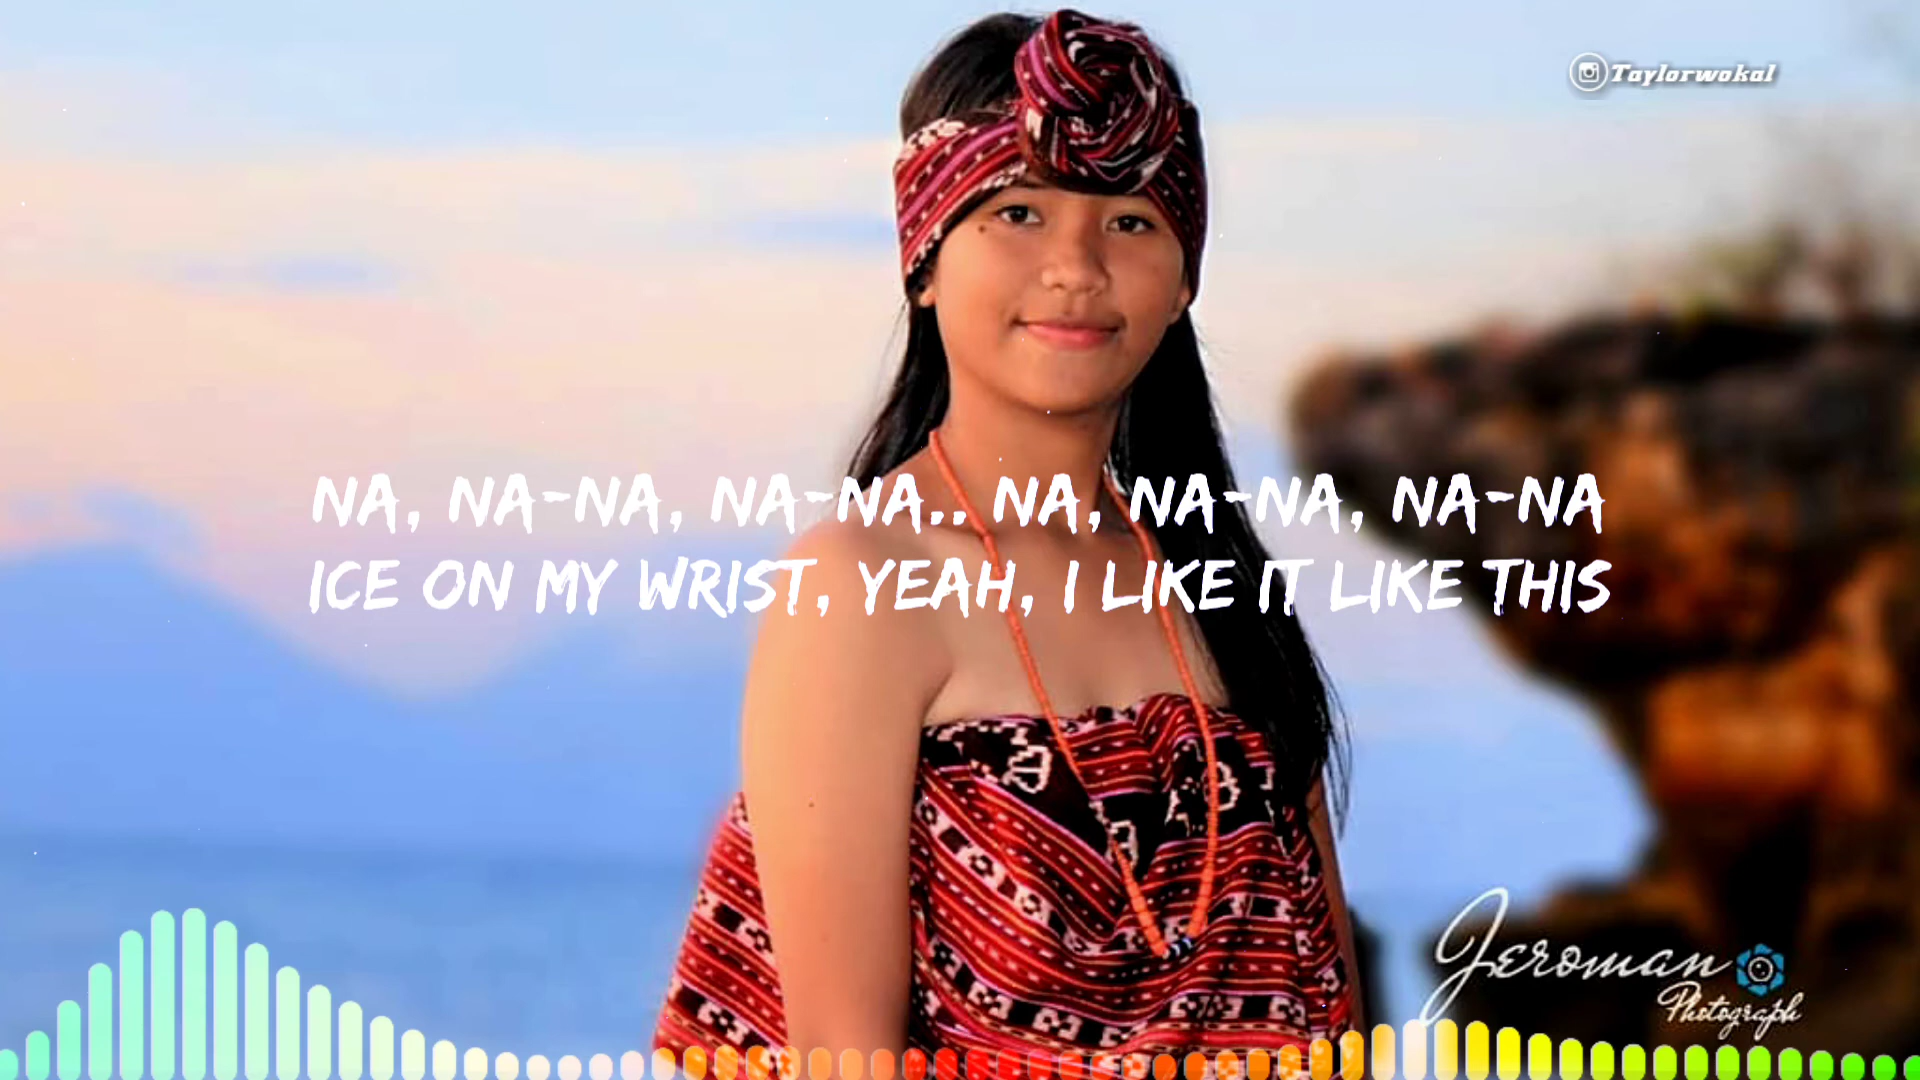 Taylorwokal
NA, NA-NA, NA-NA.. NA, NA-NA, NA-NA
ICE ON MY WRIST, YEAH, I LIKE IT LIKE THIS
Jeroman
Photograph